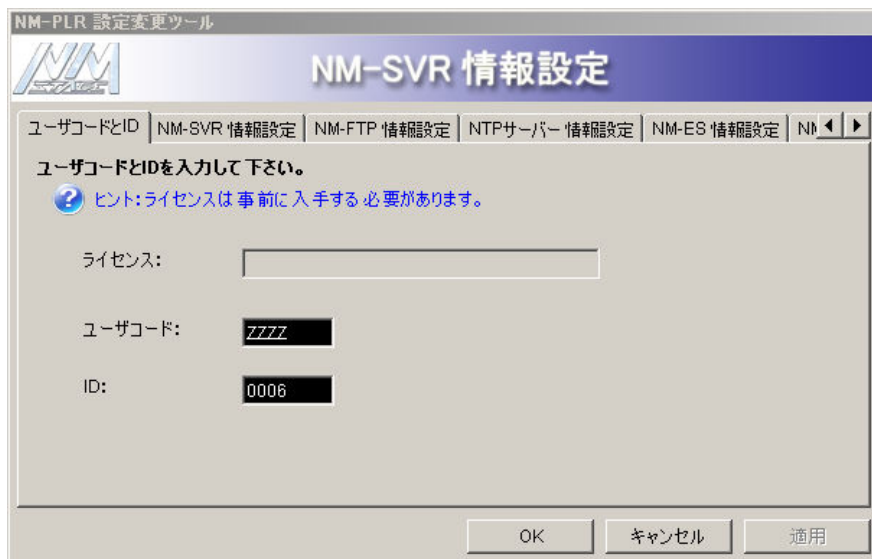 NM-PLR 設定変更ツール
NM-SVR 情報設定
ユーザコードとID NM-SVR 情報設定 NM-FTP 情報設定 NTPサーバー情報設定 NM-ES 情報設定
ユーザコードとIDを入力して下さい。
ヒント:ライセンスは事前に入手する必要があります。
ライセンス:
ユーザコード: ZZZZ
ID: 0006
OK キャンセル 適用